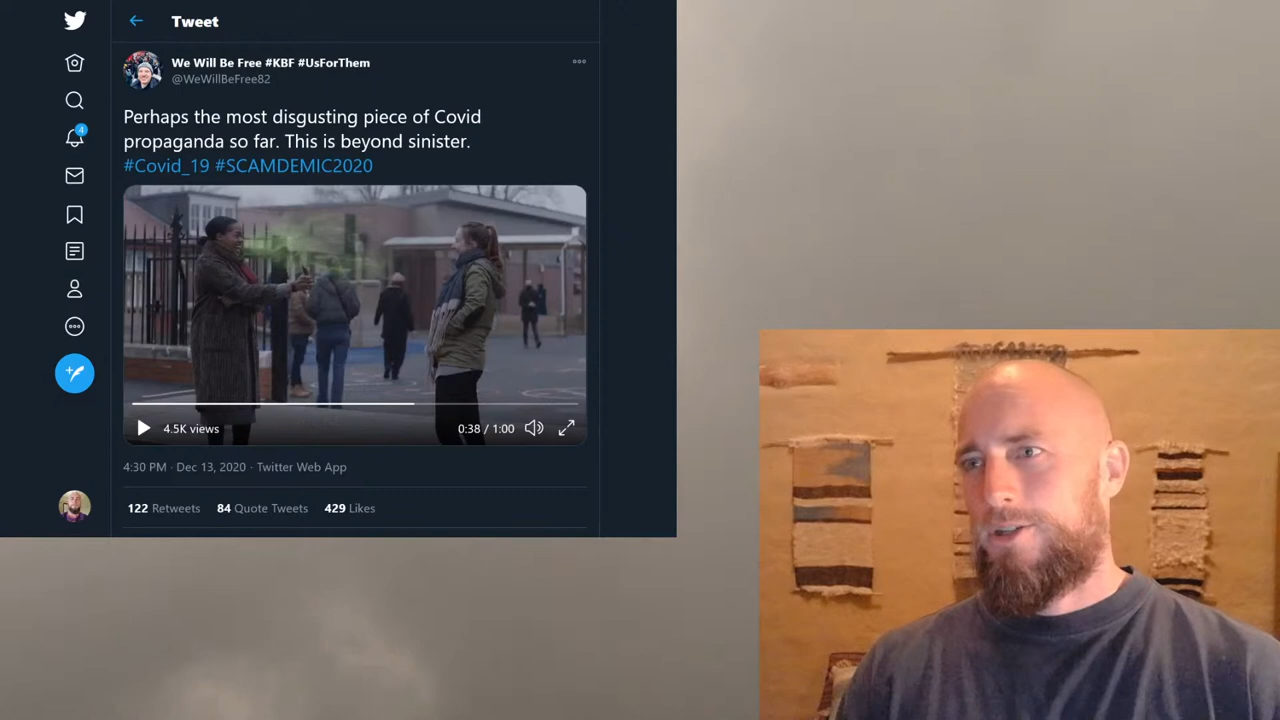 Tweet
We Will Be Free #KBF #UsForThem
@WeWillBeFree82
Perhaps the most disgusting piece of Covid
propaganda so far. This is beyond sinister.
#Covid_19 #SCAMDEMIC2020
4
4.5K views
0:38 / 1:00
4:30 PM · Dec 13, 2020 · Twitter Web App
122 Retweets 84 Quote Tweets 429 Likes